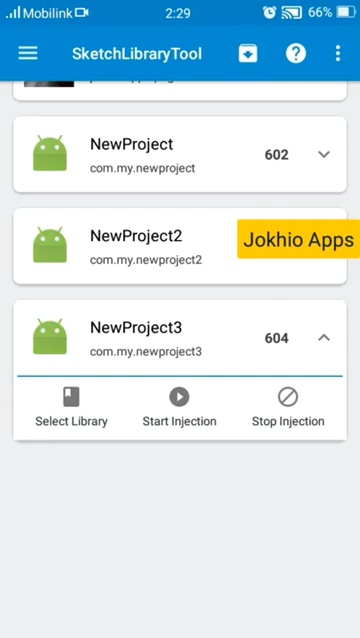 Mobilink 2:29 66%
SketchLibraryTool
NewProject
com.my.newproject
602
NewProject2
com.my.newproject2
Jokhio Apps
NewProject3
com.my.newproject3
604
Select Library Start Injection Stop Injection